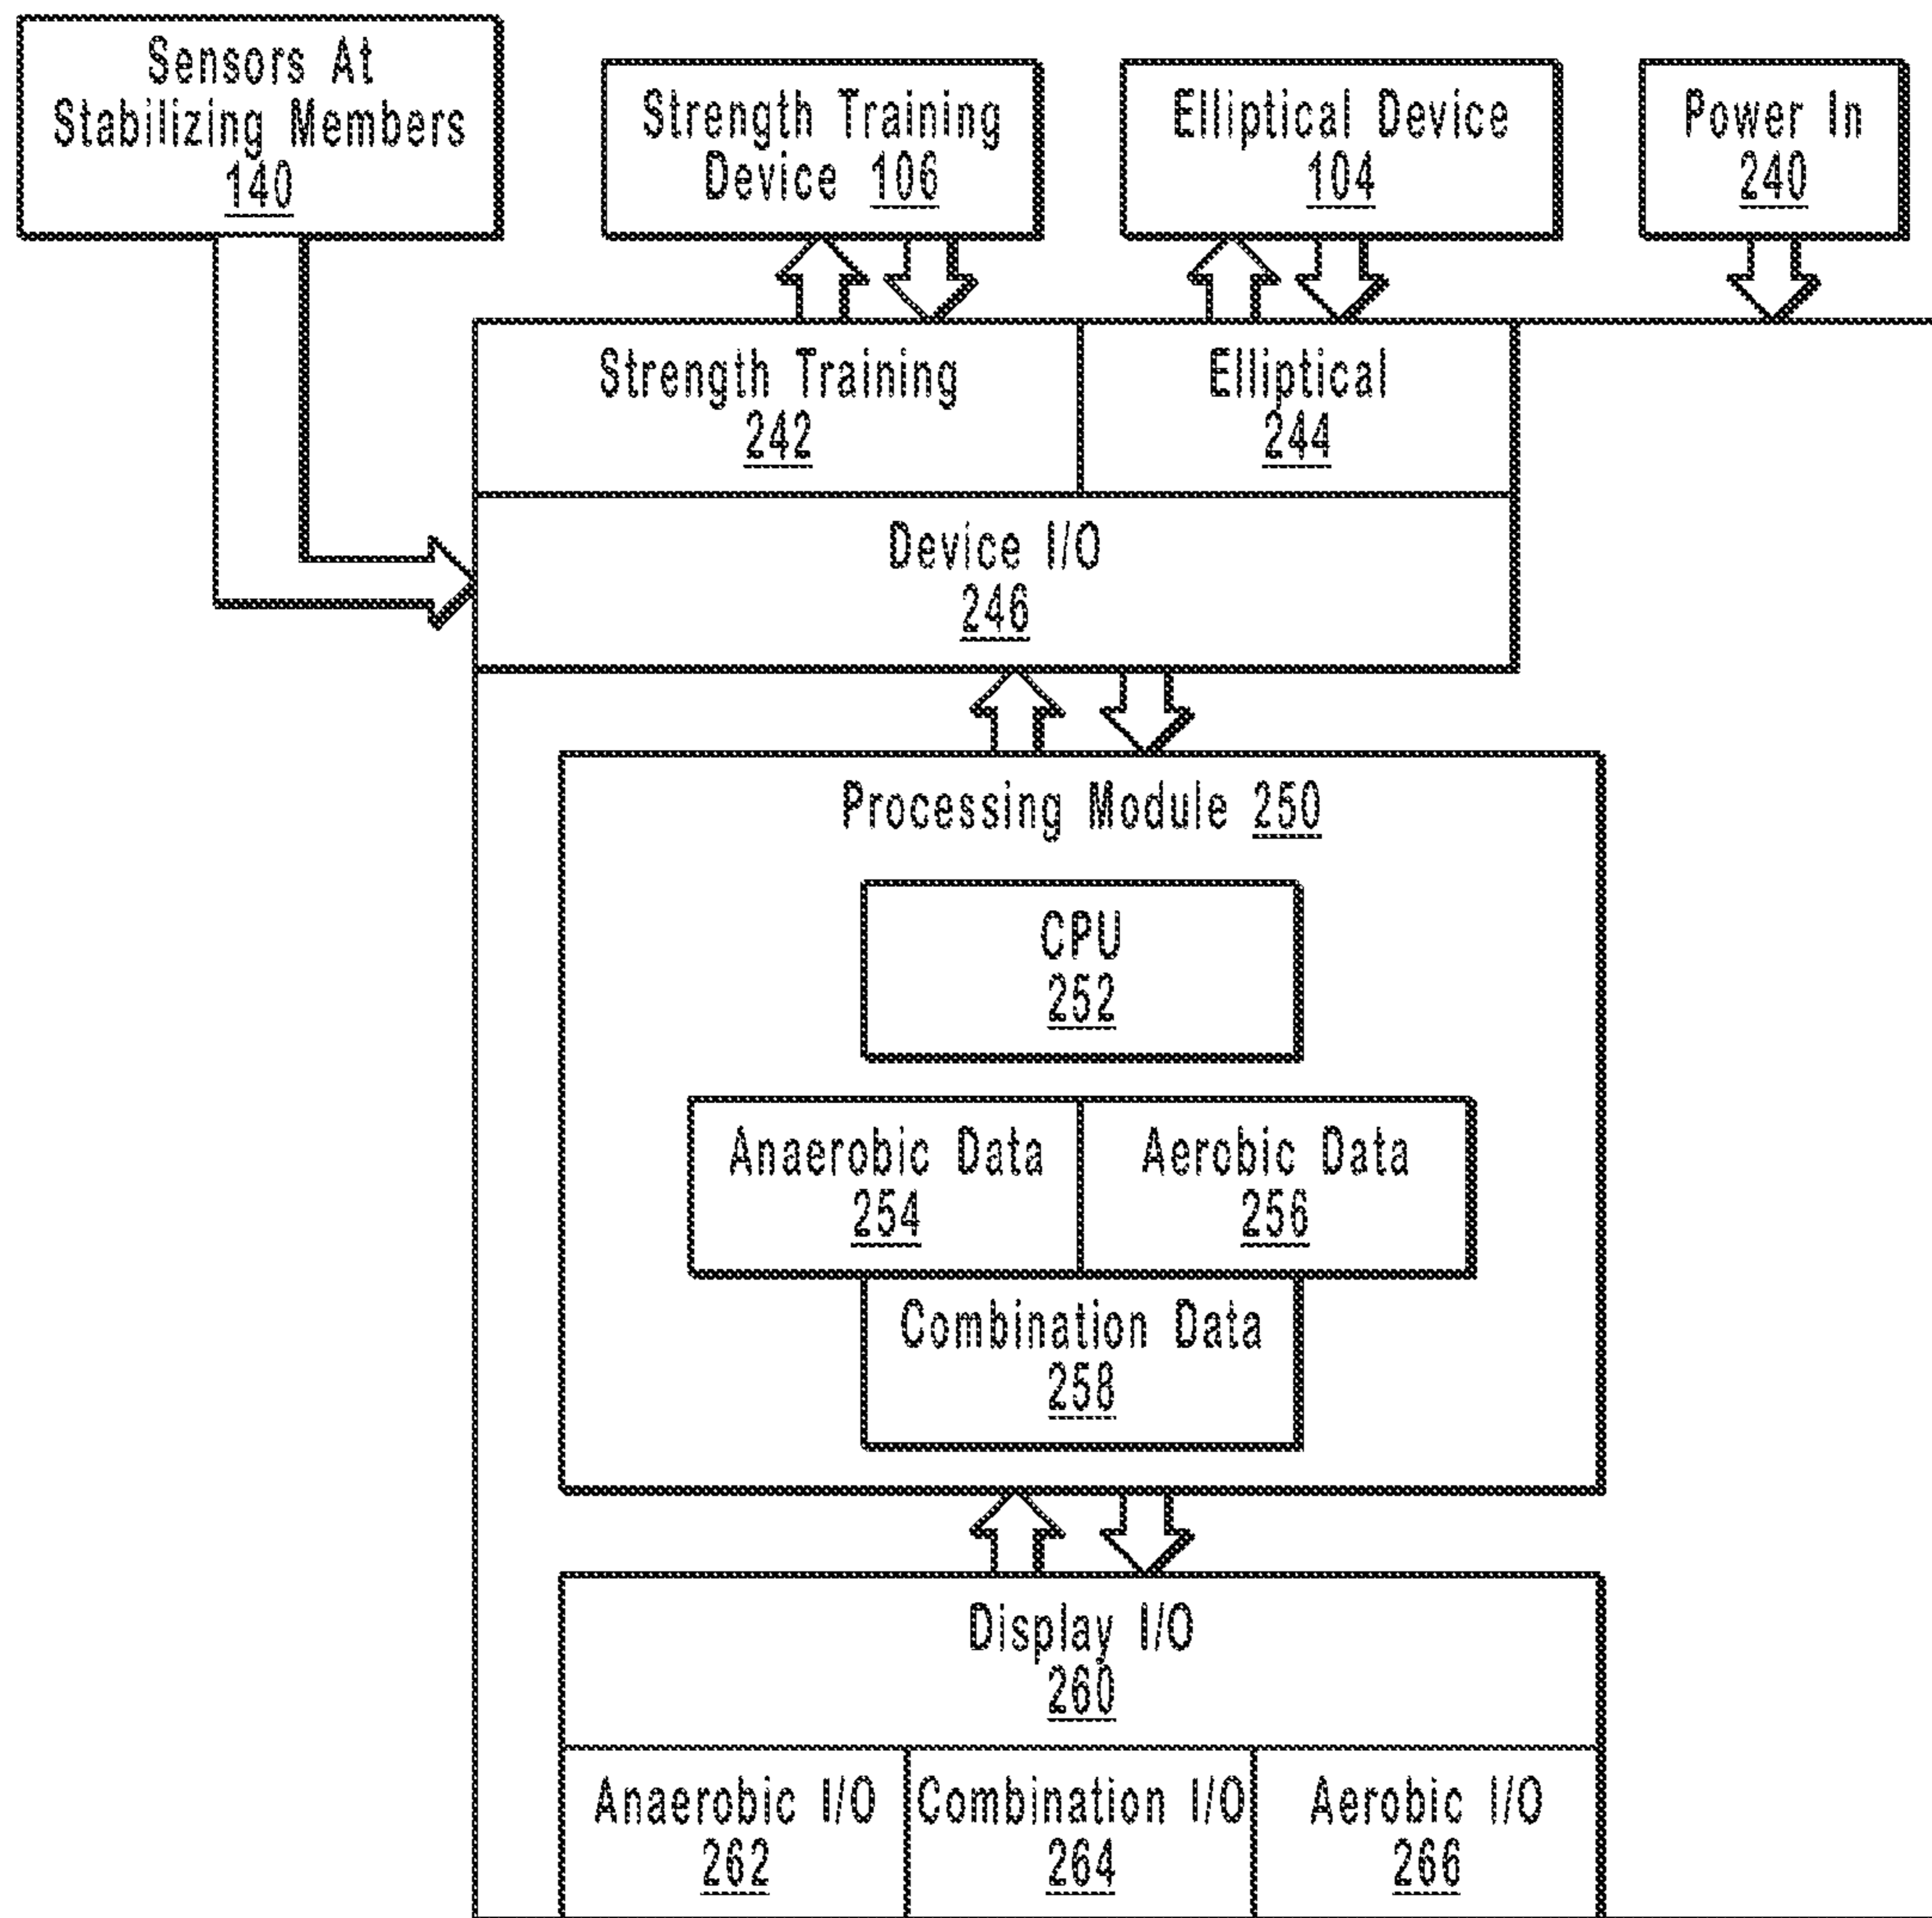 Sensors At
Stabilizing Members
140
Strength Training
Device 106
Elliptical Device
104
Power In
240
Strength Training
242
Elliptical
244
Device I/O
246
Processing Module 250
CPU
252
Anaerobic Data
254
Aerobic Data
256
Combination Data
258
Display I/O
260
Anaerobic I/O
262
Combination I/O
264
Aerobic I/O
266